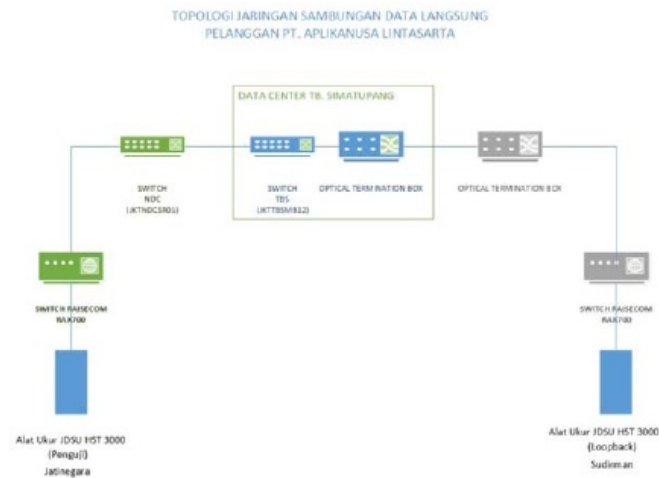 TOPOLOGI JARINGAN SAMBUNGAN DATA LANGSUNG
PELANGGAN PT. APLIKANUSA LINTASARTA
DATA CENTER TB. SIMATUPANG
SWITCH
NDC
(JKTNDCSR01)
SWITCH
TBS
(JKTTBSMB12)
OPTICAL TERMINATION BOX
OPTICAL TERMINATION BOX
SWITCH RAISECOM
RAX700
SWITCH RAISECOM
RAX700
Alat Ukur JDSU HST 3000
(Penguji)
Jatinegara
Alat Ukur JDSU HST 3000
(Loopback)
Sudirman